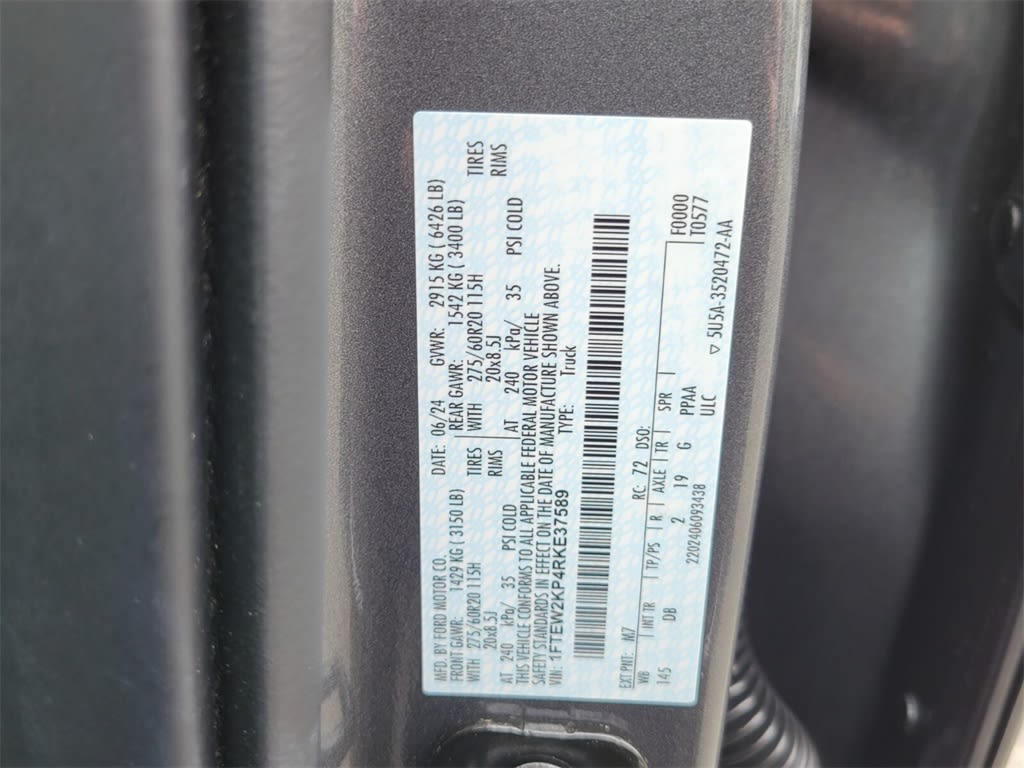 MFD. BY FORD MOTOR CO. DATE: 06/24 GVWR: 2915 KG ( 6426 LB)
FRONT GAWR: 1429 KG ( 3150 LB) REAR GAWR: 1542 KG ( 3400 LB)
WITH 275/60R20 115H TIRES WITH 275/60R20 115H TIRES
20x8.5J RIMS 20x8.5J RIMS
AT 240 kPa/ 35 PSI COLD AT 240 kPa/ 35 PSI COLD
THIS VEHICLE CONFORMS TO ALL APPLICABLE FEDERAL MOTOR VEHICLE
SAFETY STANDARDS IN EFFECT ON THE DATE OF MANUFACTURE SHOWN ABOVE.
VIN: 1FTEW2KP4RKE37589 TYPE: Truck
EXT PNT: M7 RC: 72 DSO: F0000
WB INT TR TP/PS R AXLE TR SPR T0577
145 DB 2 19 G PPAA
2202406093438 ULC ▽ 5U5A-3520472-AA